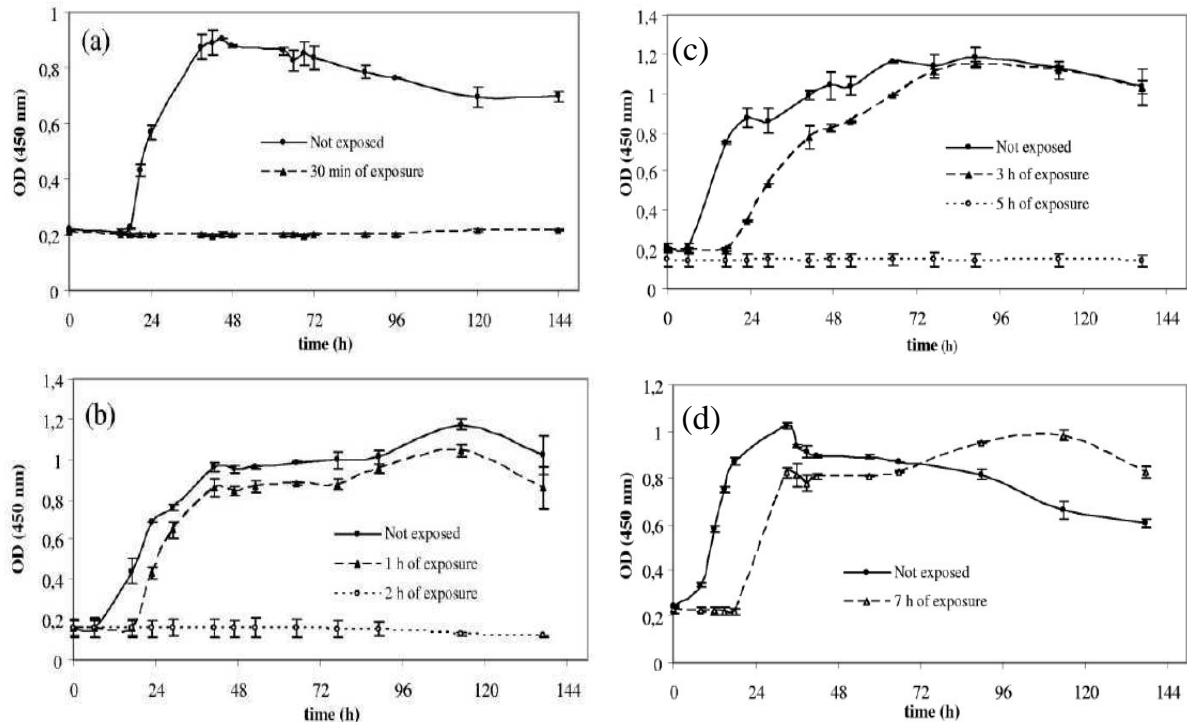 (a)
1
0,8
0,6
0,4
0,2
0
OD (450 nm)
Not exposed
30 min of exposure
0 24 48 72 96 120 144
time (h)
(b)
1,4
1,2
1
0,8
0,6
0,4
0,2
0
OD (450 nm)
Not exposed
1 h of exposure
2 h of exposure
0 24 48 72 96 120 144
time (h)
(c)
1,4
1,2
1
0,8
0,6
0,4
0,2
0
OD (450 nm)
Not exposed
3 h of exposure
5 h of exposure
0 24 48 72 96 120 144
time (h)
(d)
1,2
1
0,8
0,6
0,4
0,2
0
OD (450 nm)
Not exposed
7 h of exposure
0 24 48 72 96 120 144
time (h)